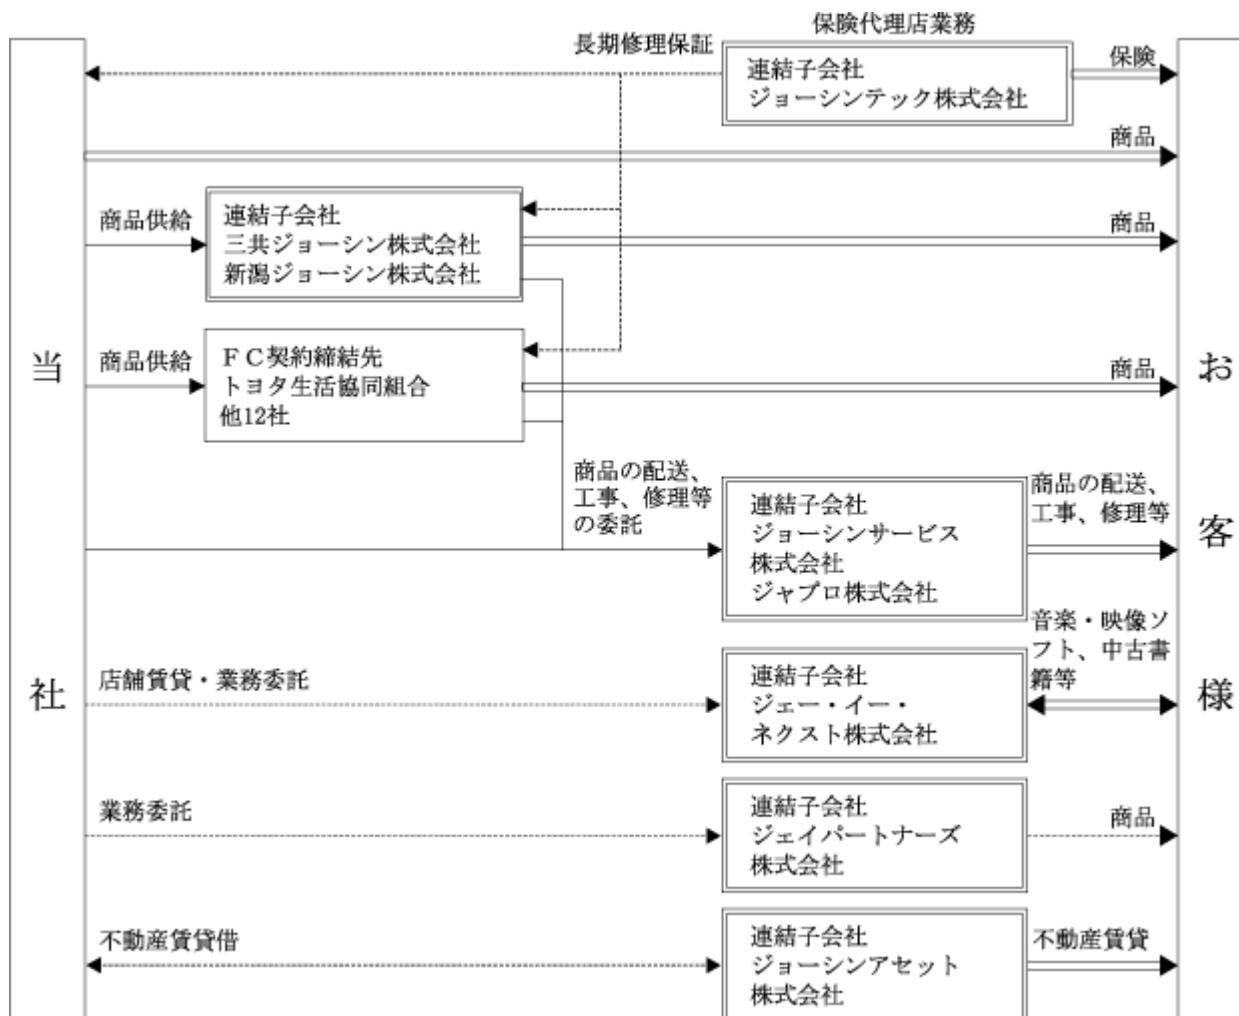 保険代理店業務
長期修理保証
連結子会社
ジョーシンテック株式会社
保険
商品
商品供給
連結子会社
三共ジョーシン株式会社
新潟ジョーシン株式会社
商品
商品供給
ＦＣ契約締結先
トヨタ生活協同組合
他12社
商品
当
社
お
客
様
商品の配送、
工事、修理等
の委託
連結子会社
ジョーシンサービス
株式会社
ジャプロ株式会社
商品の配送、
工事、修理等
店舗賃貸・業務委託
連結子会社
ジェー・イー・
ネクスト株式会社
音楽・映像ソ
フト、中古書
籍等
業務委託
連結子会社
ジェイパートナーズ
株式会社
商品
不動産賃貸借
連結子会社
ジョーシンアセット
株式会社
不動産賃貸